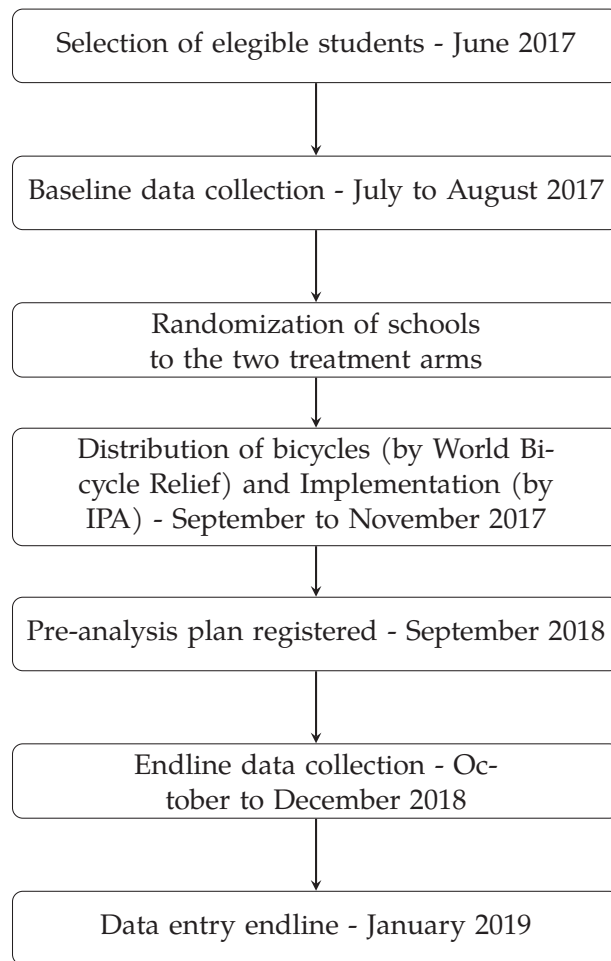 Selection of elegible students - June 2017
Baseline data collection - July to August 2017
Randomization of schools
to the two treatment arms
Distribution of bicycles (by World Bi-
cycle Relief) and Implementation (by
IPA) - September to November 2017
Pre-analysis plan registered - September 2018
Endline data collection - Oc-
tober to December 2018
Data entry endline - January 2019